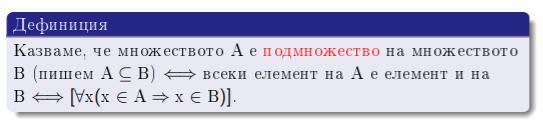 Дефиниция
Казваме, че множеството A е подмножество на множеството
B (пишем A ⊆ B) ⟺ всеки елемент на A е елемент и на
B ⟺ [∀x(x ∈ A ⇒ x ∈ B)].